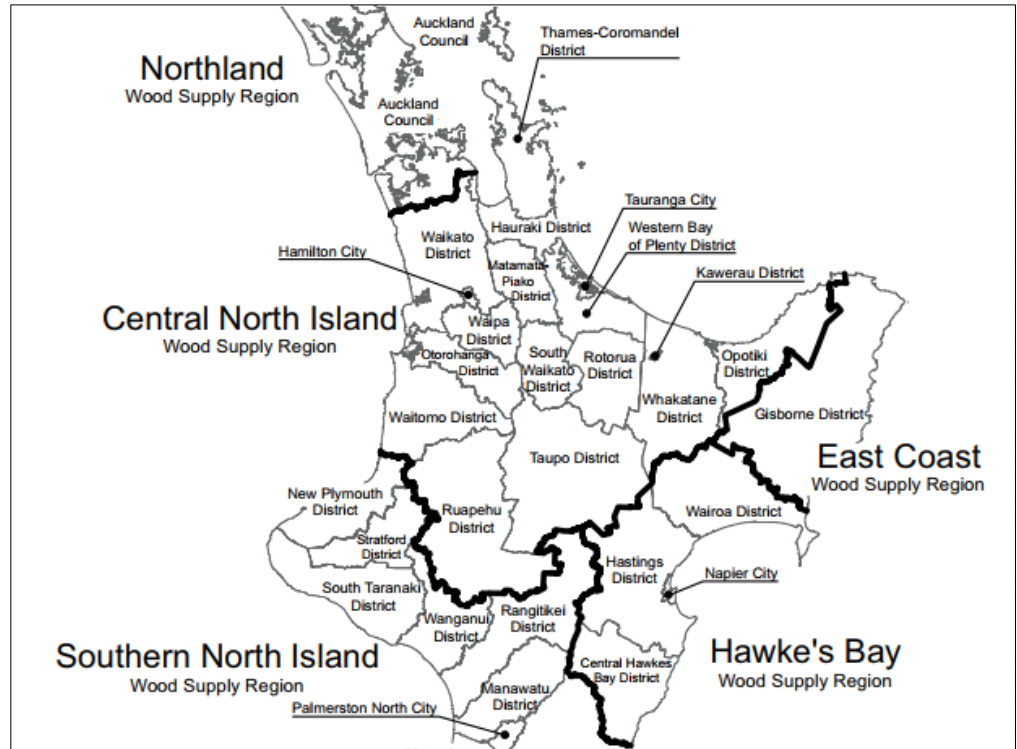 Auckland
Council
Thames-Coromandel
District
Northland
Wood Supply Region
Auckland
Council
Tauranga City
Hauraki District
Western Bay
of Plenty District
Waikato
District
Hamilton City
Matamata-
Piako
District
Kawerau District
Central North Island
Wood Supply Region
Waipa
District
Otorohanga
District
South
Waikato
District
Rotorua
District
Opotiki
District
Whakatane
District
Gisborne District
Waitomo District
Taupo District
East Coast
Wood Supply Region
New Plymouth
District
Ruapehu
District
Wairoa District
Stratford
District
Hastings
District
Napier City
South Taranaki
District
Wanganui
District
Rangitikei
District
Southern North Island
Wood Supply Region
Hawke's Bay
Wood Supply Region
Central Hawkes
Bay District
Manawatu
District
Palmerston North City